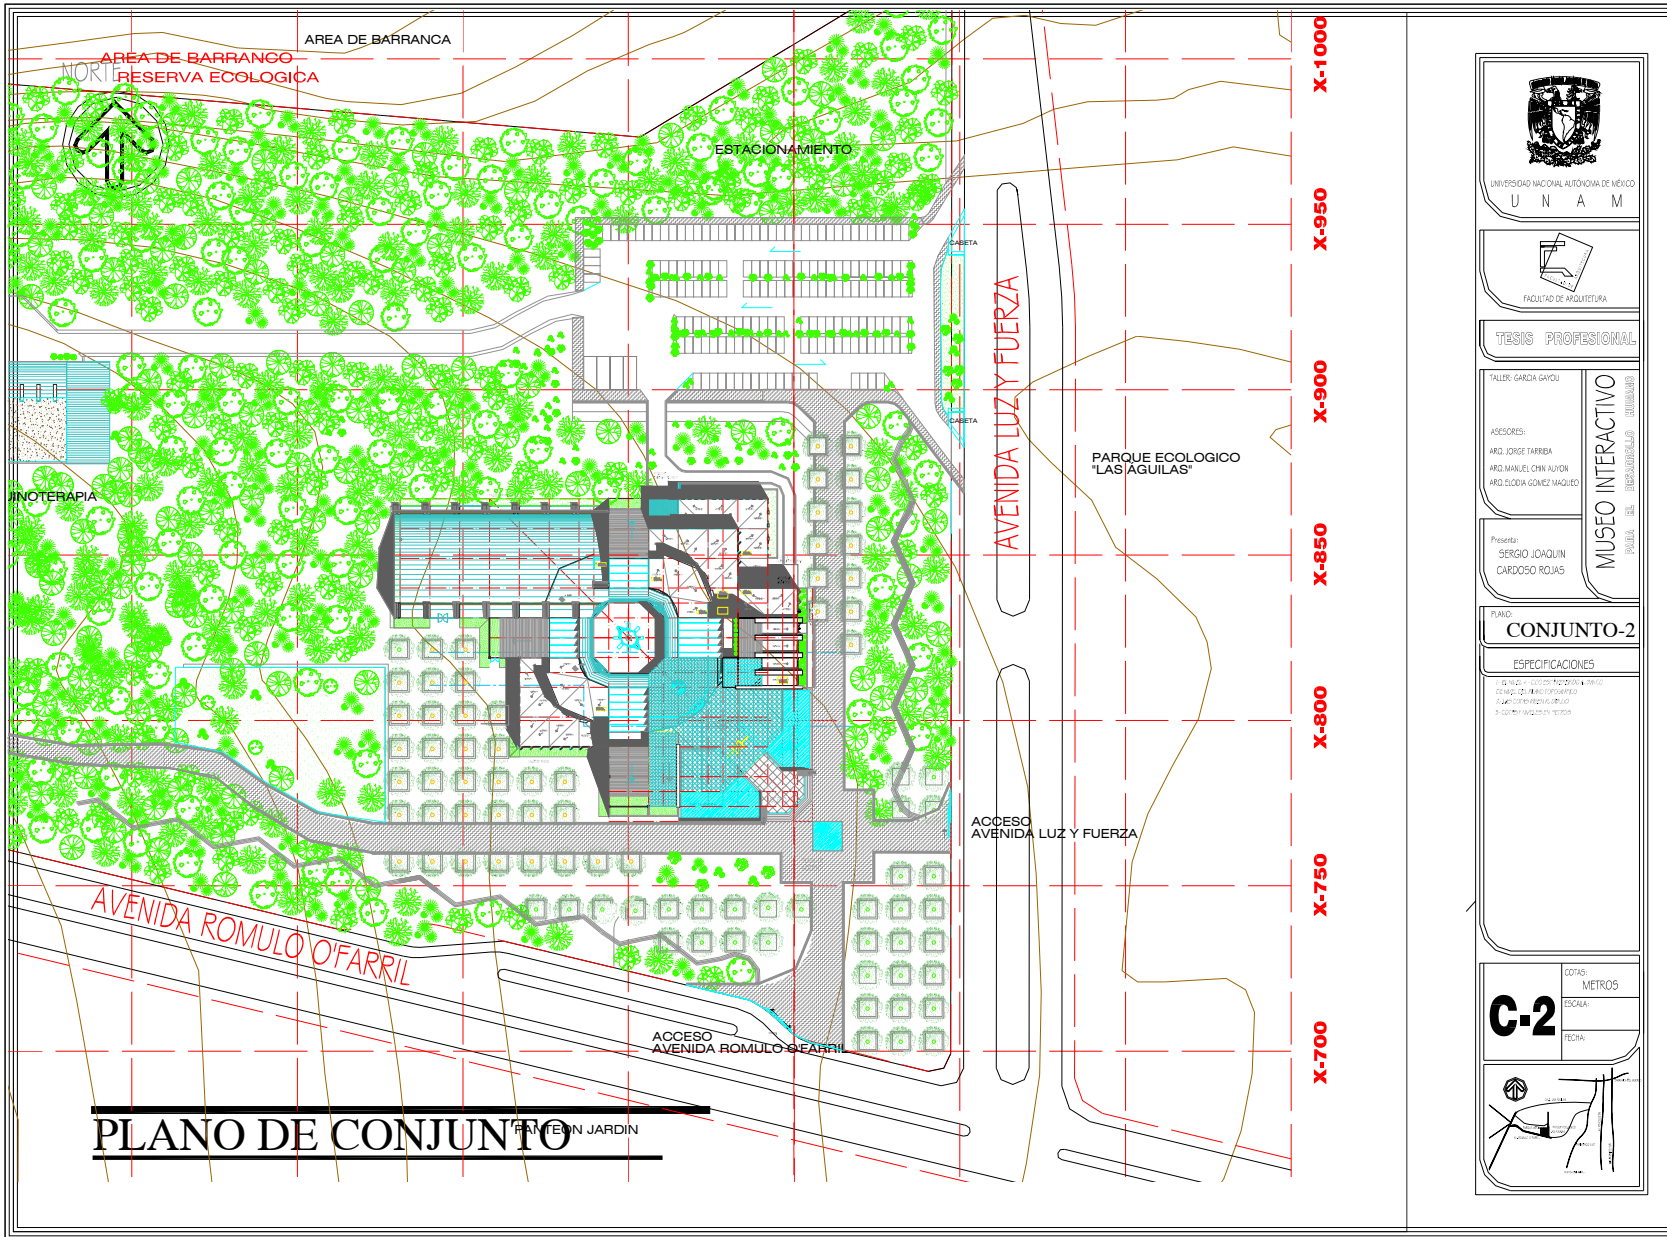 AREA DE BARRANCA
AREA DE BARRANCO
RESERVA ECOLOGICA
NORTE
ESTACIONAMIENTO
CASETA
CASETA
AVENIDA LUZ Y FUERZA
PARQUE ECOLOGICO
"LAS ÁGUILAS"
ACCESO
AVENIDA LUZ Y FUERZA
AVENIDA ROMULO O'FARRIL
ACCESO
AVENIDA ROMULO O'FARRIL
PLANO DE CONJUNTO
PANTEON JARDIN
X-1000
X-950
X-900
X-850
X-800
X-750
X-700
UNIVERSIDAD NACIONAL AUTÓNOMA DE MÉXICO
U N A M
FACULTAD DE ARQUITETURA
TESIS PROFESIONAL
TALLER: GARCIA GAYOU
ASESORES:
ARQ. JORGE TARRIBA
ARQ. MANUEL CHIN AUYON
ARQ. ELODIA GOMEZ MAQUEO
MUSEO INTERACTIVO
PARA EL DESARROLLO HUMANO
Presenta:
SERGIO JOAQUIN
CARDOSO ROJAS
PLANO:
CONJUNTO-2
ESPECIFICACIONES
C-2
COTAS:
METROS
ESCALA:
FECHA: